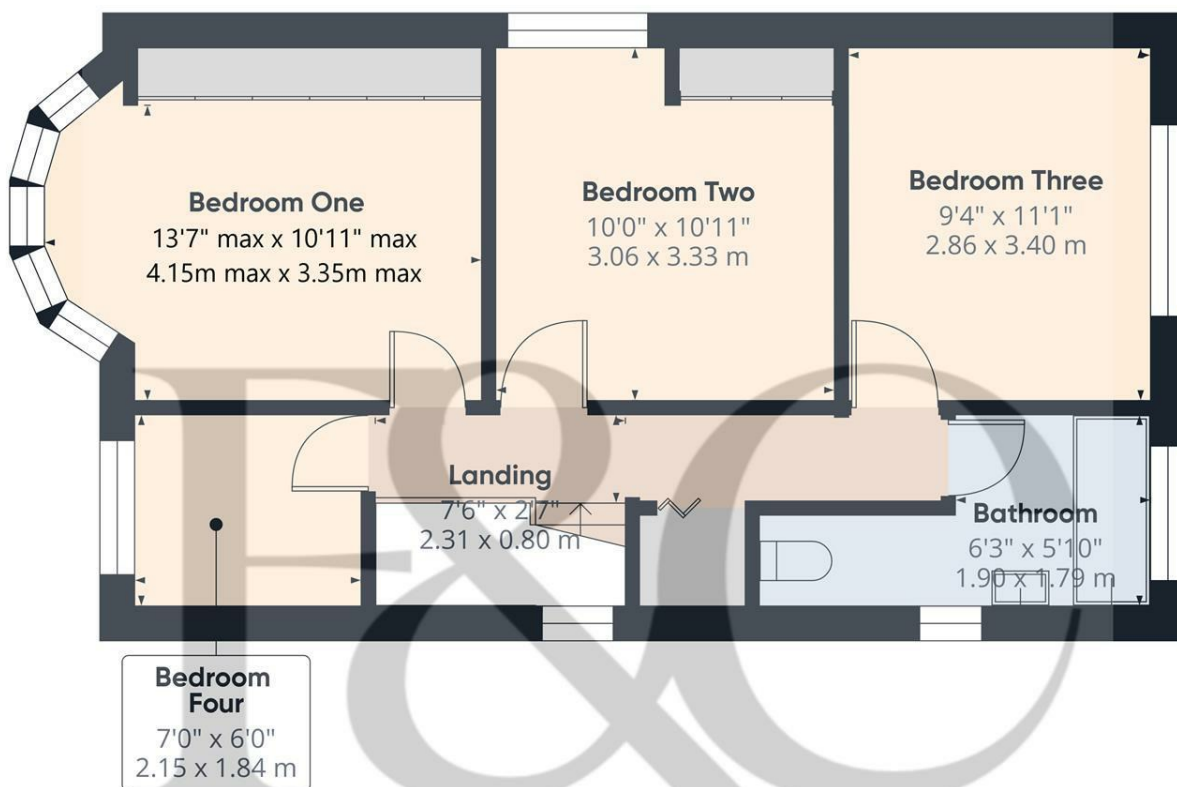 Bedroom One
13'7" max x 10'11" max
4.15m max x 3.35m max
Bedroom Two
10'0" x 10'11"
3.06 x 3.33 m
Bedroom Three
9'4" x 11'1"
2.86 x 3.40 m
Landing
7'6" x 2'7"
2.31 x 0.80 m
Bathroom
6'3" x 5'10"
1.90 x 1.79 m
Bedroom
Four
7'0" x 6'0"
2.15 x 1.84 m
F&C